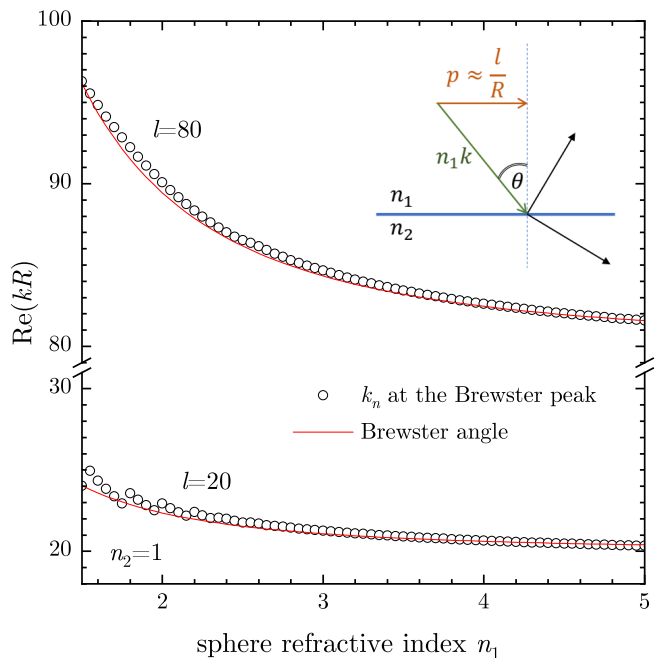 100
90
80
30
20
Re(kR)
l=80
p ≈ l/R
n₁k
θ
n₁
n₂
kₙ at the Brewster peak
Brewster angle
l=20
n₂=1
2
3
4
5
sphere refractive index n₁